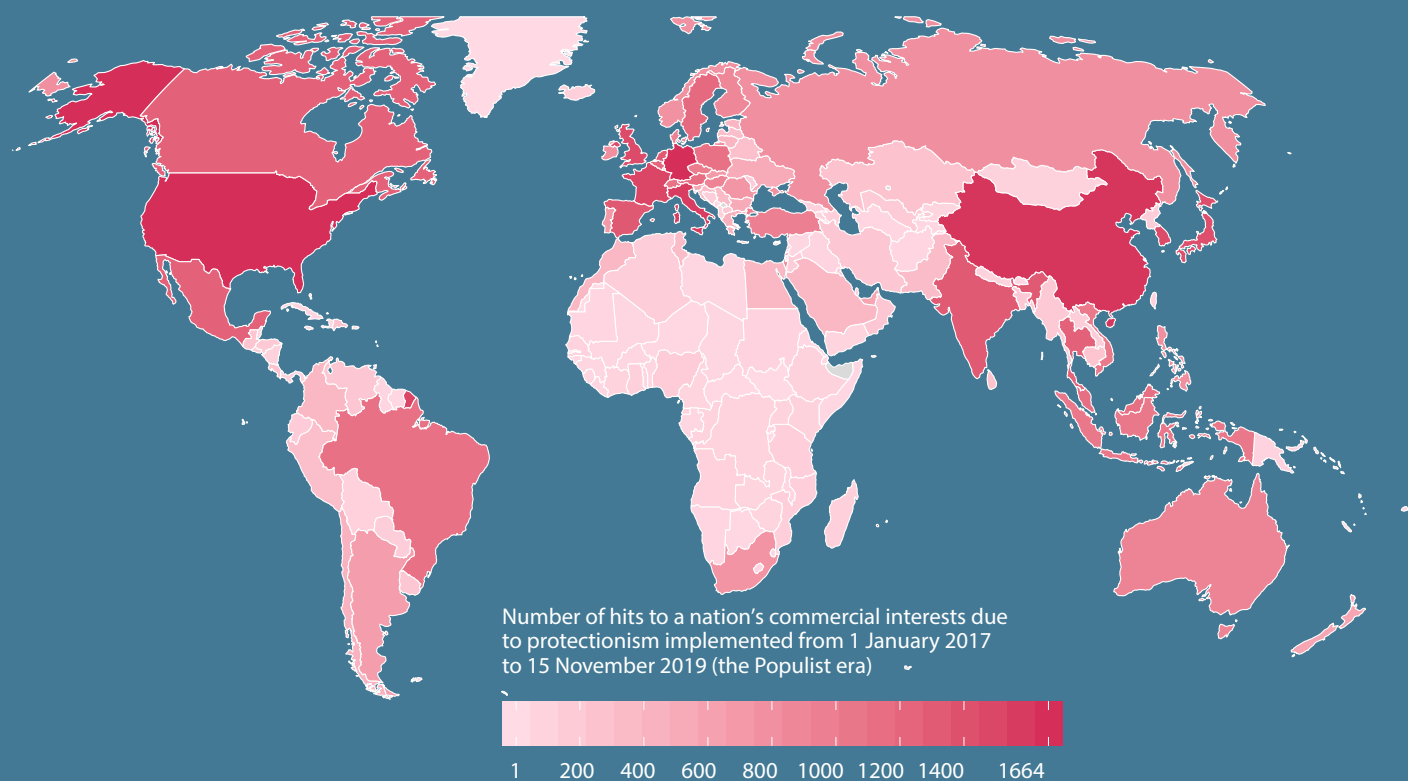 Number of hits to a nation’s commercial interests due
to protectionism implemented from 1 January 2017
to 15 November 2019 (the Populist era)
1 200 400 600 800 1000 1200 1400 1664